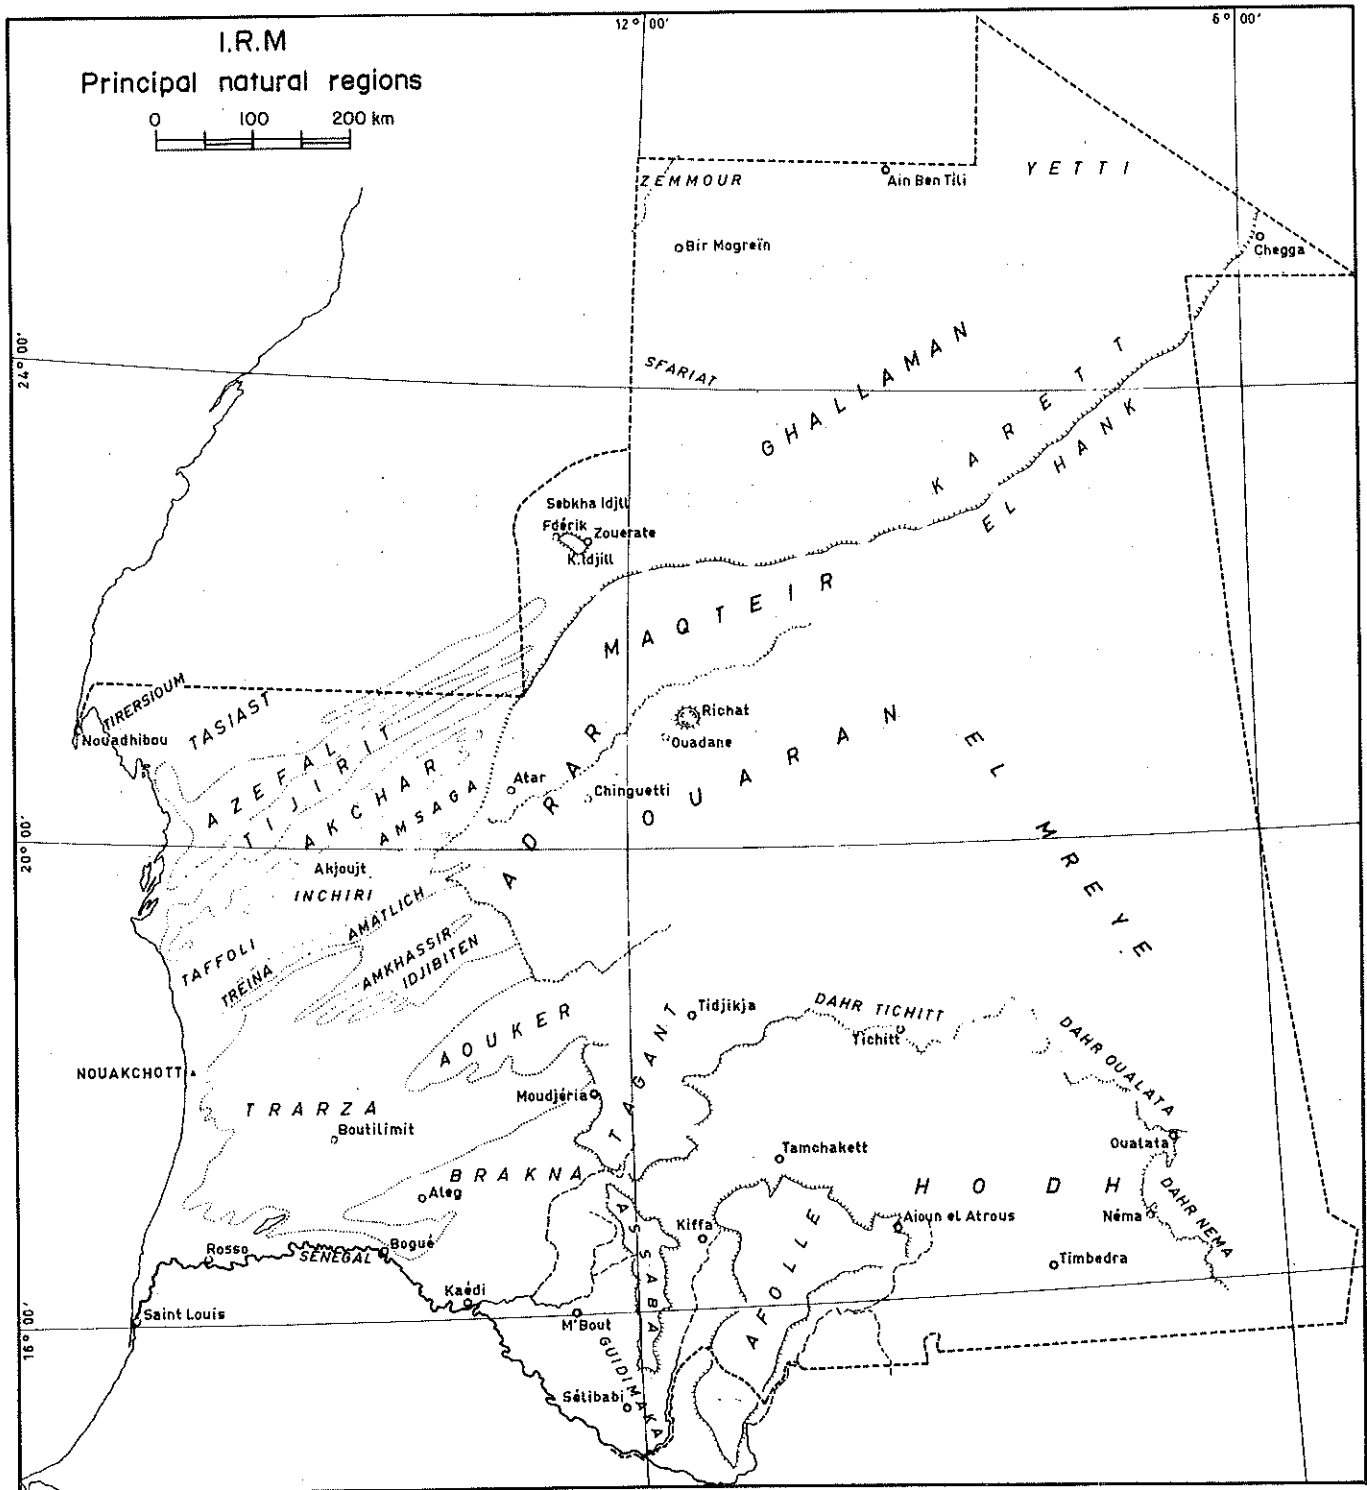 I.R.M
Principal natural regions
0 100 200 km
12° 00'
6° 00'
ZEMMOUR
Ain Ben Tili
YETTI
Bir Mogreïn
Chegga
24° 00'
SFARIAT
GHALLAMAN
KARETT
EL HANK
Sebkha Idjil
Fdérik
Zouerate
K.Idjill
MAQTEIR
TIRERSIOUM
TASIAST
Nouadhibou
Richat
Ouadane
AZEFAL
TIJIRIT
AKCHAR
AMSAGA
Atar
Chinguetti
ADRAR
OUARAN
EL MREYE
20° 00'
Akjoujt
INCHIRI
AMATLICH
TAFFOLI
TREINA
AMKHASSIR
IDJIBITEN
AOUKER
Tidjikja
DAHR TICHITT
Tichitt
DAHR OUALATA
NOUAKCHOTT
Moudjéria
TAGANT
TRARZA
Boutilimit
Oualata
Tamchakett
BRAKNA
Aleg
HODH
DAHR NEMA
Néma
Kiffa
Aioun el Atrous
ASSABA
AFOLLE
Rosso
SÉNÉGAL
Bogué
Timbedra
Kaédi
Saint Louis
M'Bout
16° 00'
GUIDIMAKA
Sélibabi